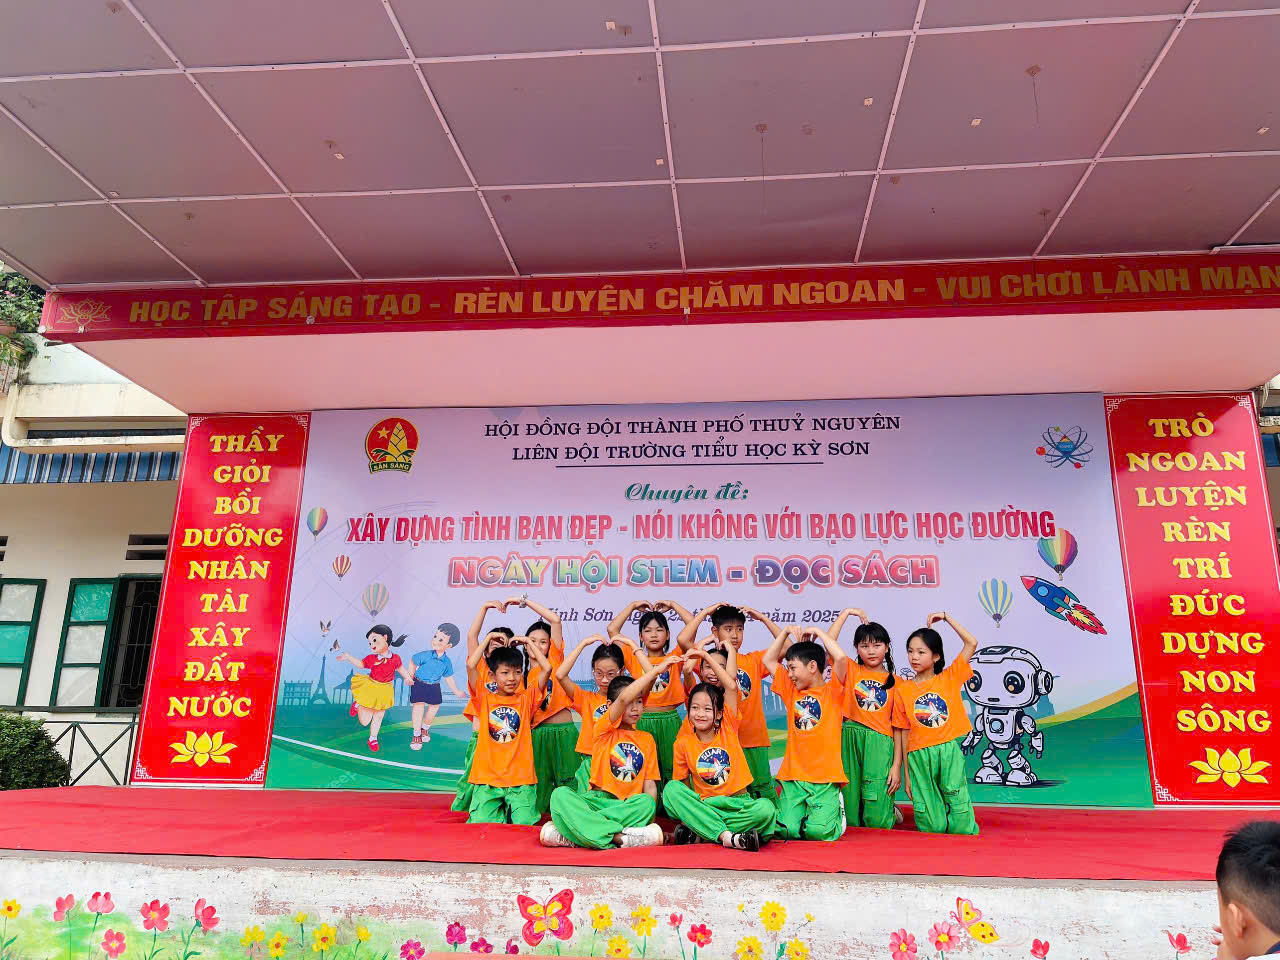 HỌC TẬP SÁNG TẠO - RÈN LUYỆN CHĂM NGOAN - VUI CHƠI LÀNH MẠN
THẦY
GIỎI
BỒI
DƯỠNG
NHÂN
TÀI
XÂY
ĐẤT
NƯỚC
SẴN SÀNG
HỘI ĐỒNG ĐỘI THÀNH PHỐ THUỶ NGUYÊN
LIÊN ĐỘI TRƯỜNG TIỂU HỌC KỲ SƠN
Chuyên đề:
XÂY DỰNG TÌNH BẠN ĐẸP - NÓI KHÔNG VỚI BẠO LỰC HỌC ĐƯỜNG
NGÀY HỘI STEM - ĐỌC SÁCH
Sơn, năm 2025
TRÒ
NGOAN
LUYỆN
RÈN
TRÍ
ĐỨC
DỰNG
NON
SÔNG